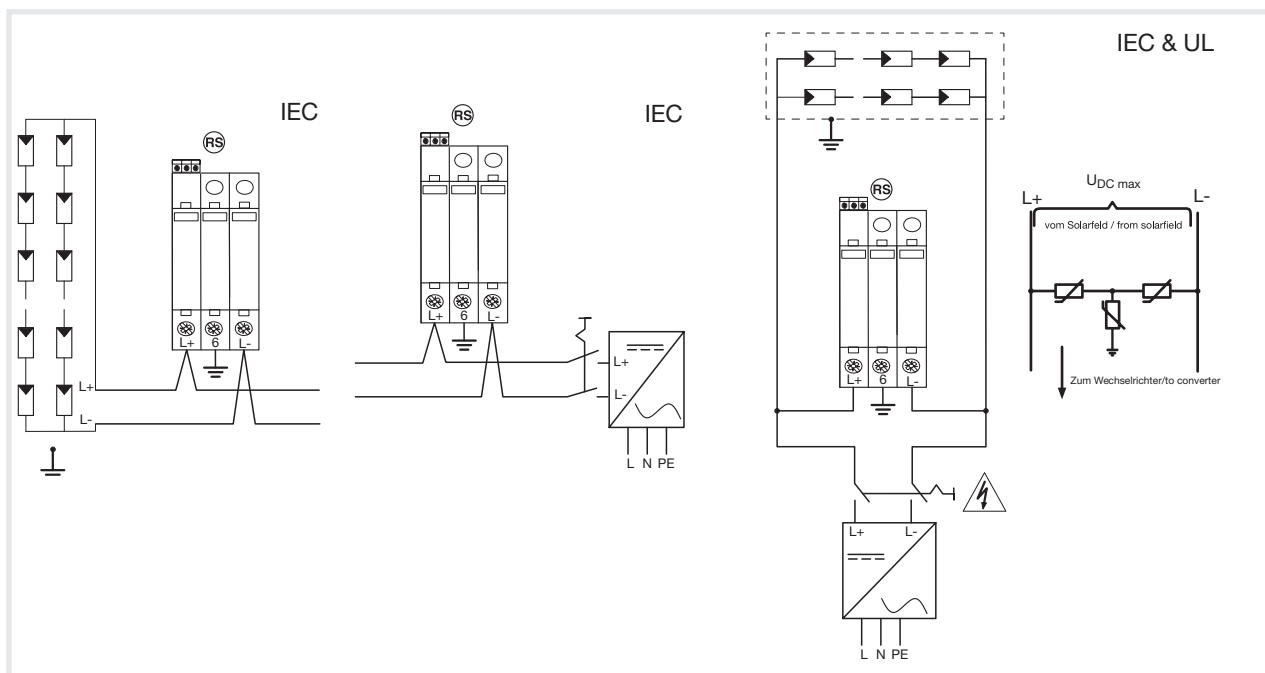 IEC
RS
L+ 6 L-
L+
L-
IEC
RS
L+ 6 L-
L+
L-
L N PE
IEC & UL
RS
L+ 6 L-
L+ L-
L N PE
UDC max
L+ L-
vom Solarfeld / from solarfield
Zum Wechselrichter/to converter